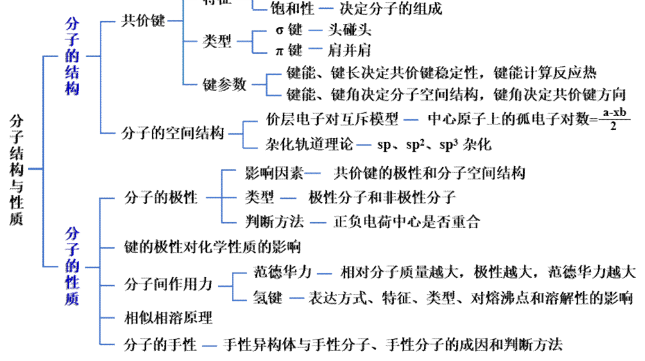 特征
饱和性
决定分子的组成
共价键
类型
σ 键
头碰头
π 键
肩并肩
键参数
键能、键长决定共价键稳定性，键能计算反应热
键能、键角决定分子空间结构，键角决定共价键方向
分子的结构
分子的空间结构
价层电子对互斥模型
中心原子上的孤电子对数=a-xb/2
杂化轨道理论
sp、sp²、sp³ 杂化
分子结构与性质
分子的性质
分子的极性
影响因素
共价键的极性和分子空间结构
类型
极性分子和非极性分子
判断方法
正负电荷中心是否重合
键的极性对化学性质的影响
分子间作用力
范德华力
相对分子质量越大，极性越大，范德华力越大
氢键
表达方式、特征、类型、对熔沸点和溶解性的影响
相似相溶原理
分子的手性
手性异构体与手性分子、手性分子的成因和判断方法